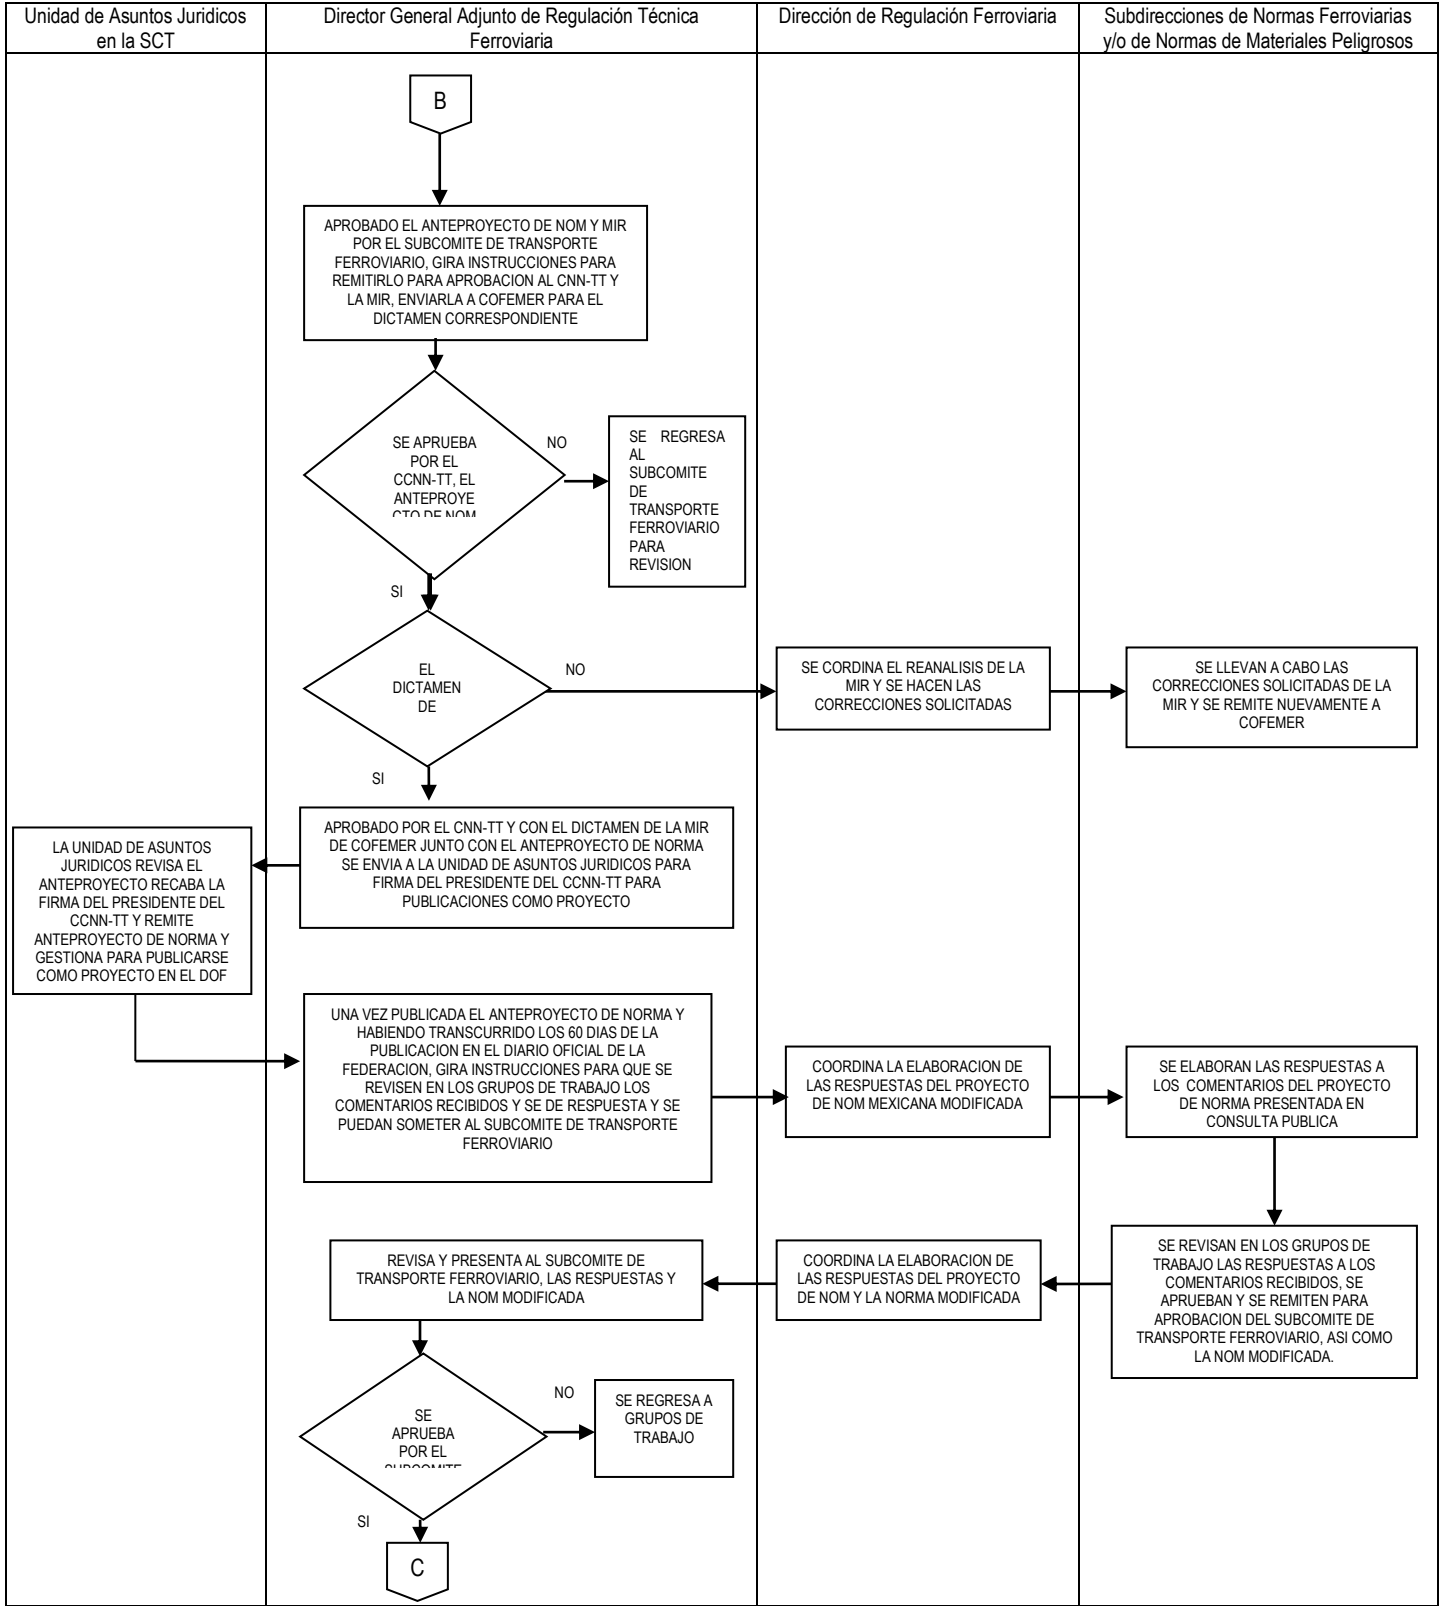 Unidad de Asuntos Juridicos
en la SCT
Director General Adjunto de Regulación Técnica
Ferroviaria
Dirección de Regulación Ferroviaria
Subdirecciones de Normas Ferroviarias
y/o de Normas de Materiales Peligrosos
B
APROBADO EL ANTEPROYECTO DE NOM Y MIR
POR EL SUBCOMITE DE TRANSPORTE
FERROVIARIO, GIRA INSTRUCCIONES PARA
REMITIRLO PARA APROBACION AL CNN-TT Y
LA MIR, ENVIARLA A COFEMER PARA EL
DICTAMEN CORRESPONDIENTE
SE APRUEBA
POR EL
CCNN-TT, EL
ANTEPROYE
CTO DE NOM
NO
SE REGRESA
AL
SUBCOMITE
DE
TRANSPORTE
FERROVIARIO
PARA
REVISION
SI
EL
DICTAMEN
DE
NO
SE CORDINA EL REANALISIS DE LA
MIR Y SE HACEN LAS
CORRECCIONES SOLICITADAS
SE LLEVAN A CABO LAS
CORRECCIONES SOLICITADAS DE LA
MIR Y SE REMITE NUEVAMENTE A
COFEMER
SI
APROBADO POR EL CNN-TT Y CON EL DICTAMEN DE LA MIR
DE COFEMER JUNTO CON EL ANTEPROYECTO DE NORMA
SE ENVIA A LA UNIDAD DE ASUNTOS JURIDICOS PARA
FIRMA DEL PRESIDENTE DEL CCNN-TT PARA
PUBLICACIONES COMO PROYECTO
LA UNIDAD DE ASUNTOS
JURIDICOS REVISA EL
ANTEPROYECTO RECABA LA
FIRMA DEL PRESIDENTE DEL
CCNN-TT Y REMITE
ANTEPROYECTO DE NORMA Y
GESTIONA PARA PUBLICARSE
COMO PROYECTO EN EL DOF
UNA VEZ PUBLICADA EL ANTEPROYECTO DE NORMA Y
HABIENDO TRANSCURRIDO LOS 60 DIAS DE LA
PUBLICACION EN EL DIARIO OFICIAL DE LA
FEDERACION, GIRA INSTRUCCIONES PARA QUE SE
REVISEN EN LOS GRUPOS DE TRABAJO LOS
COMENTARIOS RECIBIDOS Y SE DE RESPUESTA Y SE
PUEDAN SOMETER AL SUBCOMITE DE TRANSPORTE
FERROVIARIO
COORDINA LA ELABORACION DE
LAS RESPUESTAS DEL PROYECTO
DE NOM MEXICANA MODIFICADA
SE ELABORAN LAS RESPUESTAS A
LOS COMENTARIOS DEL PROYECTO
DE NORMA PRESENTADA EN
CONSULTA PUBLICA
SE REVISAN EN LOS GRUPOS DE
TRABAJO LAS RESPUESTAS A LOS
COMENTARIOS RECIBIDOS, SE
APRUEBAN Y SE REMITEN PARA
APROBACION DEL SUBCOMITE DE
TRANSPORTE FERROVIARIO, ASI COMO
LA NOM MODIFICADA.
COORDINA LA ELABORACION DE
LAS RESPUESTAS DEL PROYECTO
DE NOM Y LA NORMA MODIFICADA
REVISA Y PRESENTA AL SUBCOMITE DE
TRANSPORTE FERROVIARIO, LAS RESPUESTAS Y
LA NOM MODIFICADA
SE
APRUEBA
POR EL
SUBCOMITE
NO
SE REGRESA A
GRUPOS DE
TRABAJO
SI
C